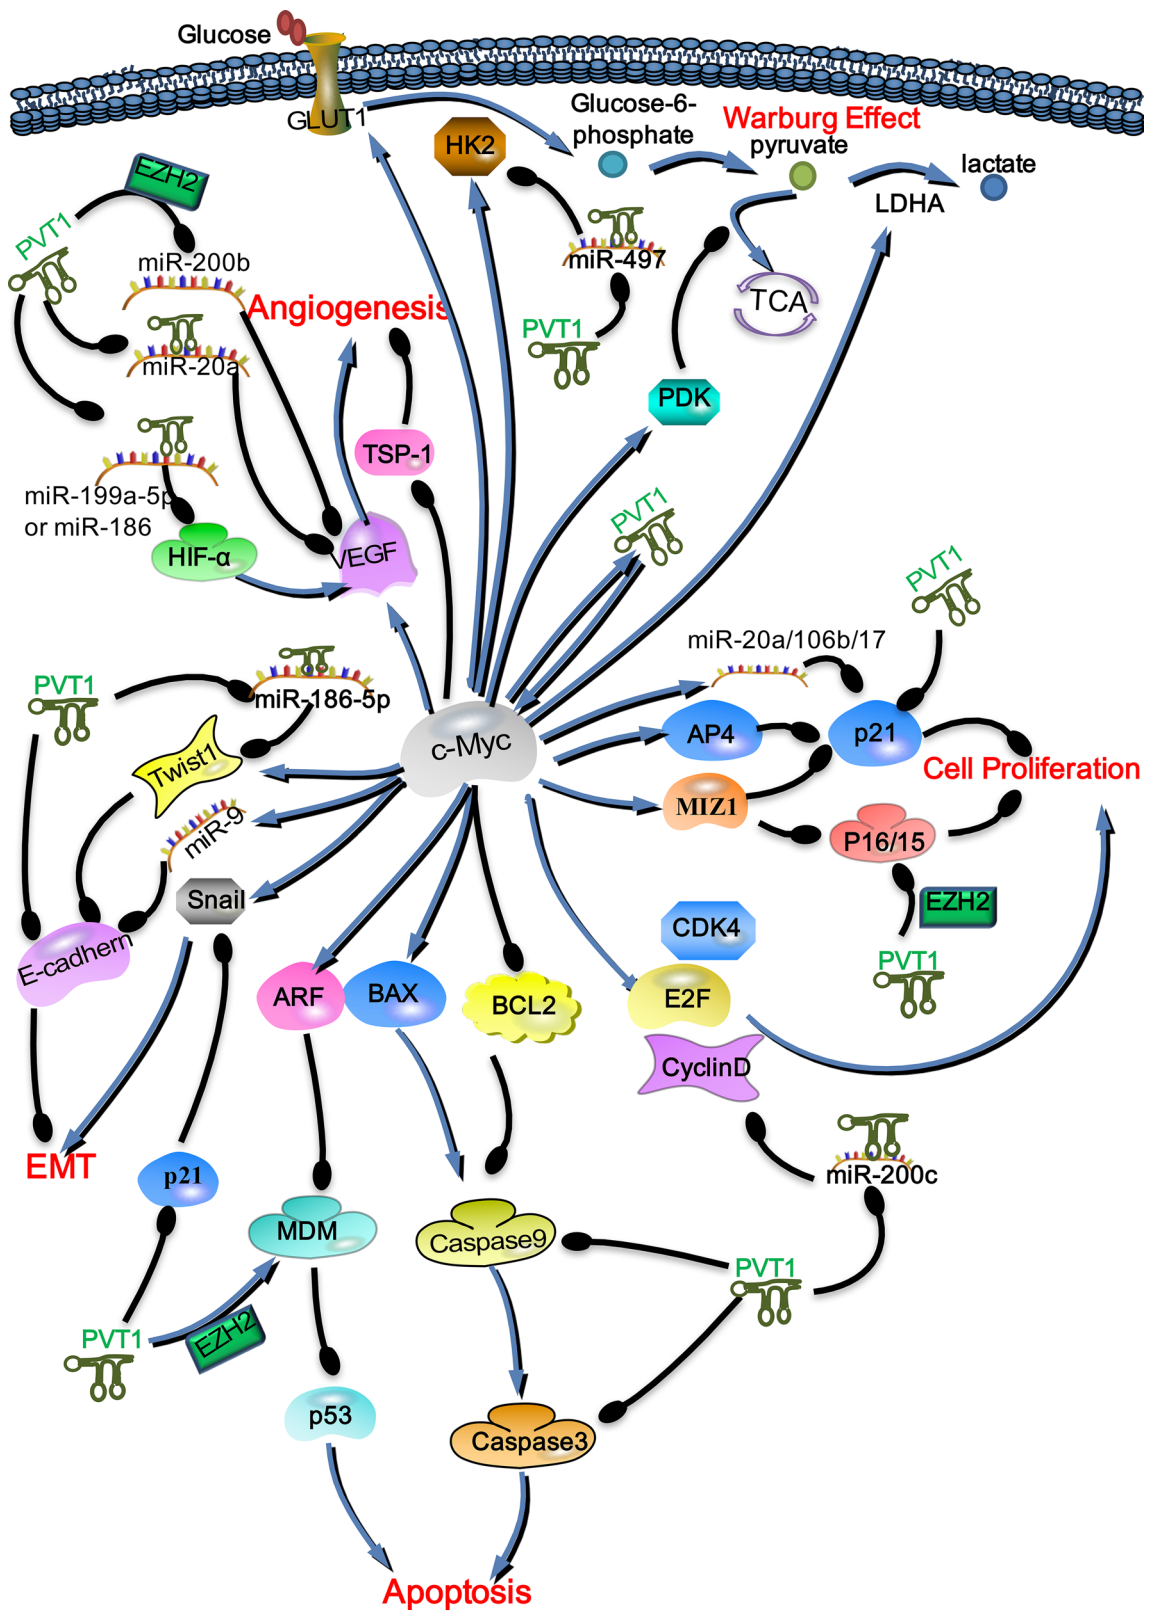 Glucose
GLUT1
Glucose-6-
phosphate
Warburg Effect
pyruvate
lactate
LDHA
HK2
EZH2
PVT1
miR-200b
miR-497
TCA
Angiogenesis
PVT1
miR-20a
PDK
TSP-1
miR-199a-5p
or miR-186
HIF-α
VEGF
PVT1
PVT1
miR-20a/106b/17
PVT1
miR-186-5p
c-Myc
AP4
p21
Twist1
Cell Proliferation
MIZ1
miR-9
P16/15
Snail
EZH2
E-cadhern
CDK4
PVT1
ARF
BAX
BCL2
E2F
CyclinD
EMT
p21
miR-200c
MDM
Caspase9
PVT1
PVT1
EZH2
p53
Caspase3
Apoptosis